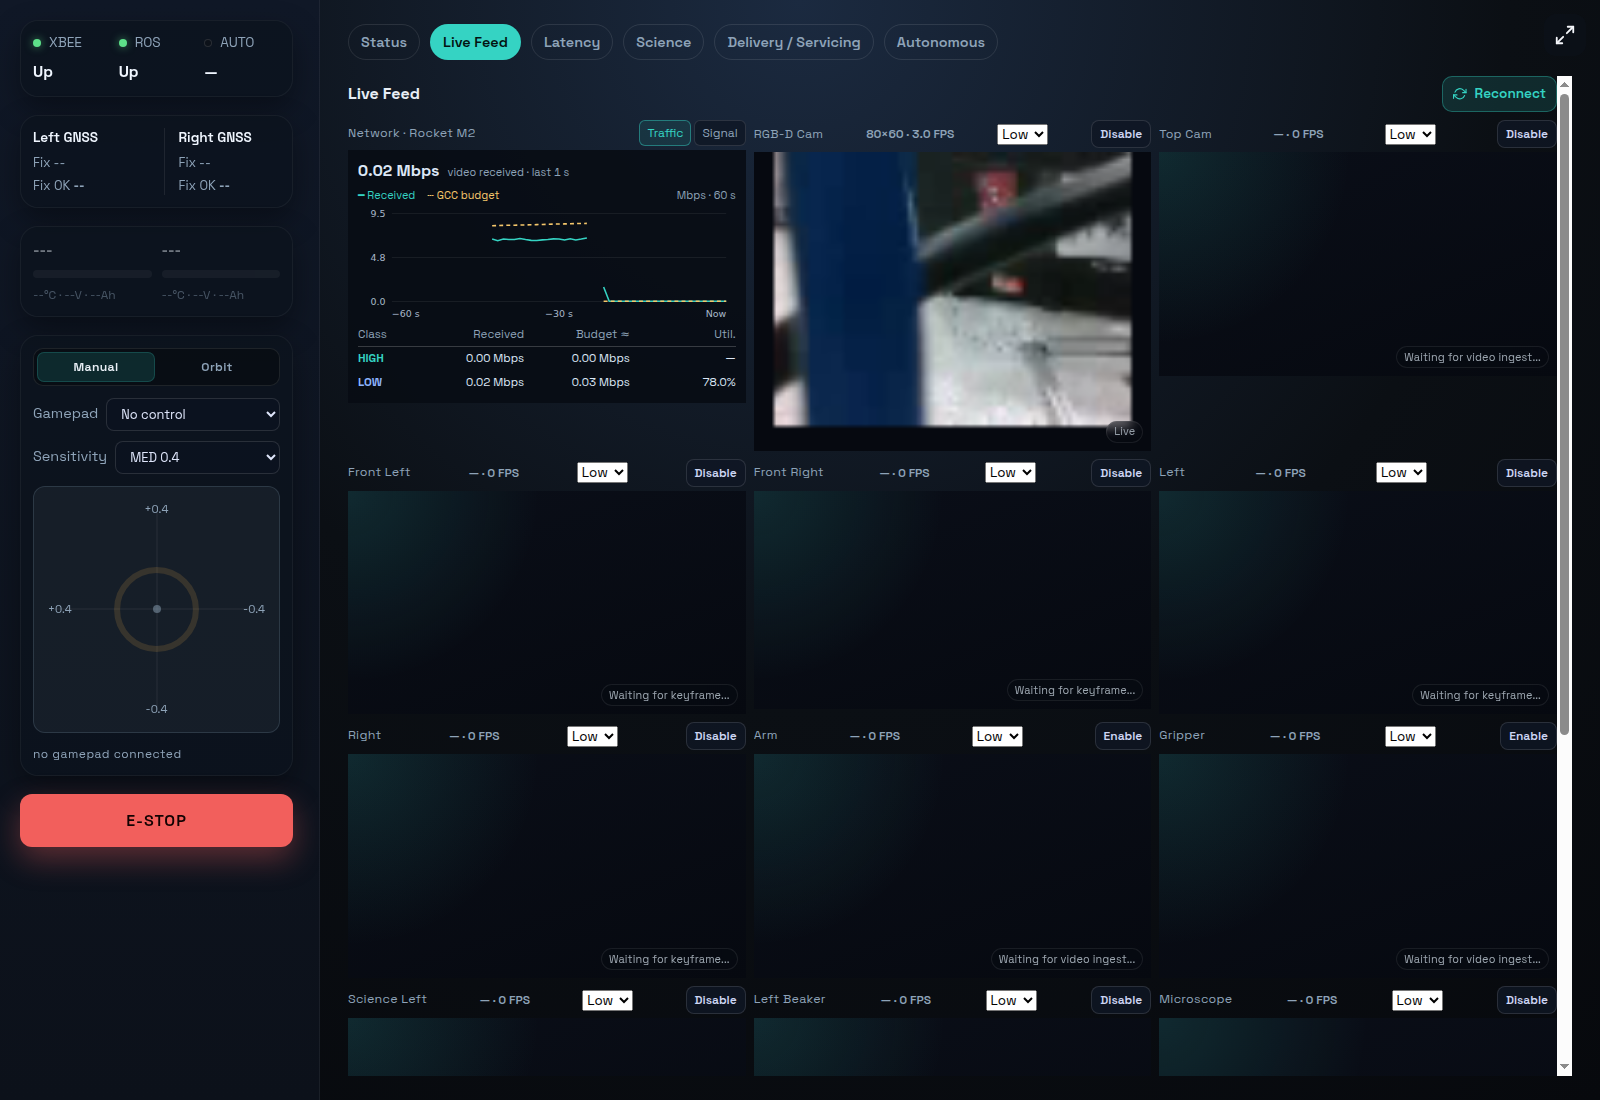 XBEE ROS AUTO
Up Up —
Left GNSS Right GNSS
Fix -- Fix --
Fix OK -- Fix OK --
--- ---
--°C · --V · --Ah --°C · --V · --Ah
Manual Orbit
Gamepad No control
Sensitivity MED 0.4
+0.4
+0.4 -0.4
-0.4
no gamepad connected
E-STOP
Status Live Feed Latency Science Delivery / Servicing Autonomous
Live Feed Reconnect
Network · Rocket M2 Traffic Signal
0.02 Mbps video received · last 1 s
Received GCC budget Mbps · 60 s
9.5
4.8
0.0
−60 s −30 s Now
Class Received Budget ≈ Util.
HIGH 0.00 Mbps 0.00 Mbps —
LOW 0.02 Mbps 0.03 Mbps 78.0%
RGB-D Cam 80×60 · 3.0 FPS Low Disable
Live
Top Cam — · 0 FPS Low Disable
Waiting for video ingest...
Front Left — · 0 FPS Low Disable
Waiting for keyframe...
Front Right — · 0 FPS Low Disable
Waiting for keyframe...
Left — · 0 FPS Low Disable
Waiting for keyframe...
Right — · 0 FPS Low Disable
Waiting for keyframe...
Arm — · 0 FPS Low Enable
Waiting for video ingest...
Gripper — · 0 FPS Low Enable
Waiting for video ingest...
Science Left — · 0 FPS Low Disable
Left Beaker — · 0 FPS Low Disable
Microscope — · 0 FPS Low Disable